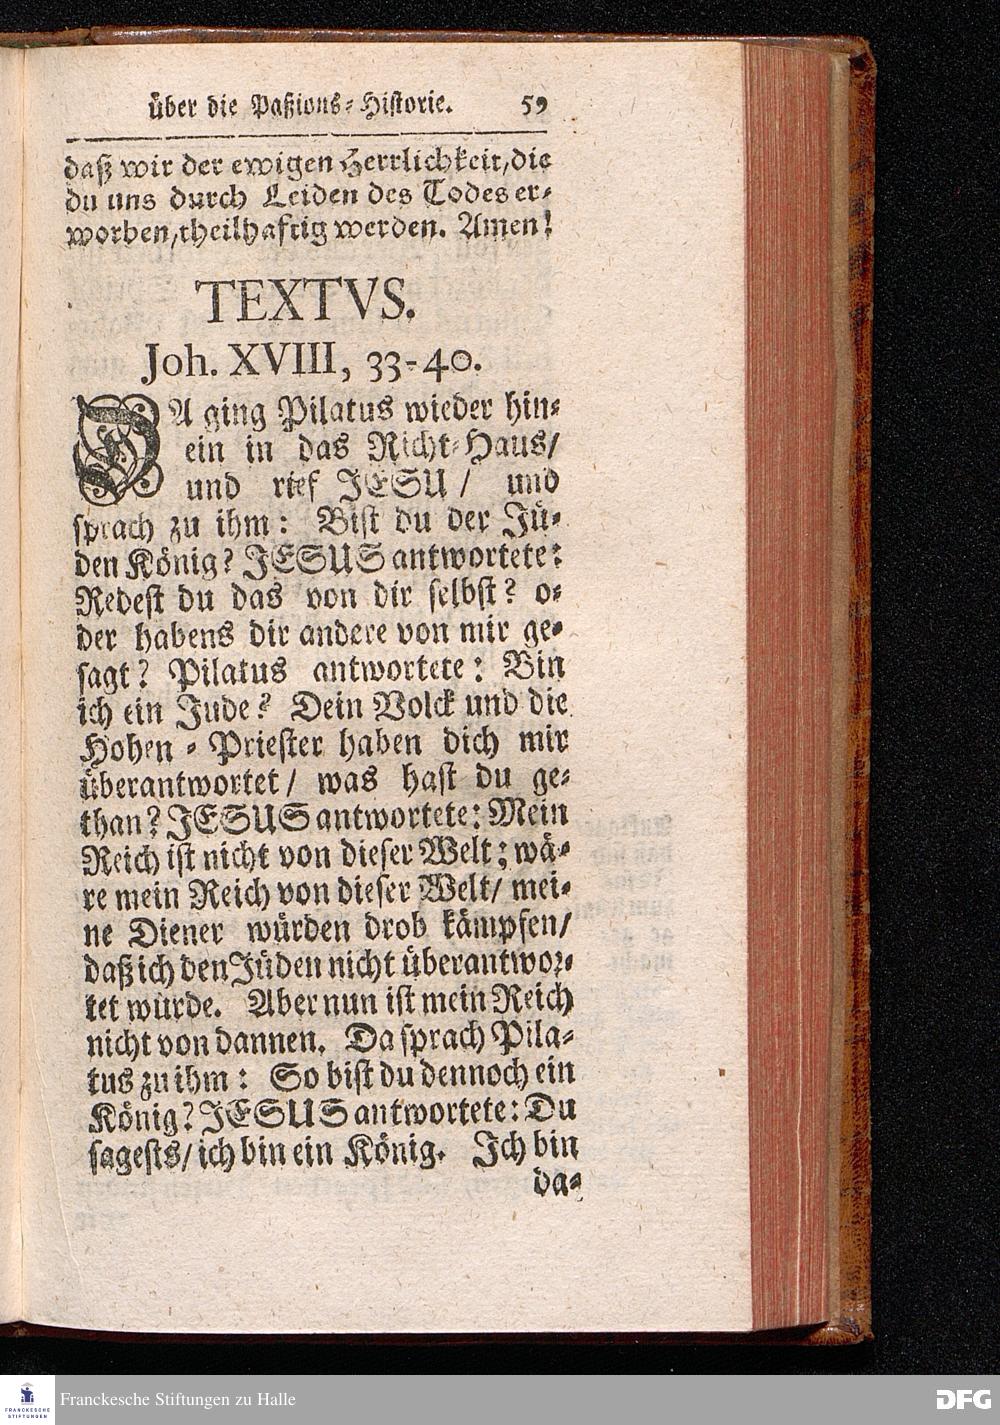 über die Paßions-Historie. 59
daß wir der ewigen Herrlichkeit, die
du uns durch Leiden des Todes er-
worben, theilhaftig werden. Amen!
TEXTVS.
Joh. XVIII, 33-40.
DA ging Pilatus wieder hin-
ein in das Richt-Haus/
und rief JESU / und
sprach zu ihm: Bist du der Jü-
den König? JESUS antwortete:
Redest du das von dir selbst? o-
der habens dir andere von mir ge-
sagt? Pilatus antwortete: Bin
ich ein Jude? Dein Volck und die
Hohen-Priester haben dich mir
überantwortet / was hast du ge-
than? JESUS antwortete: Mein
Reich ist nicht von dieser Welt; wä-
re mein Reich von dieser Welt/ mei-
ne Diener würden drob kämpfen/
daß ich den Jüden nicht überantwor-
tet würde. Aber nun ist mein Reich
nicht von dannen. Da sprach Pila-
tus zu ihm: So bist du dennoch ein
König? JESUS antwortete: Du
sagests/ ich bin ein König. Ich bin
da-
FRANCKESCHE
STIFTUNGEN
Franckesche Stiftungen zu Halle
DFG